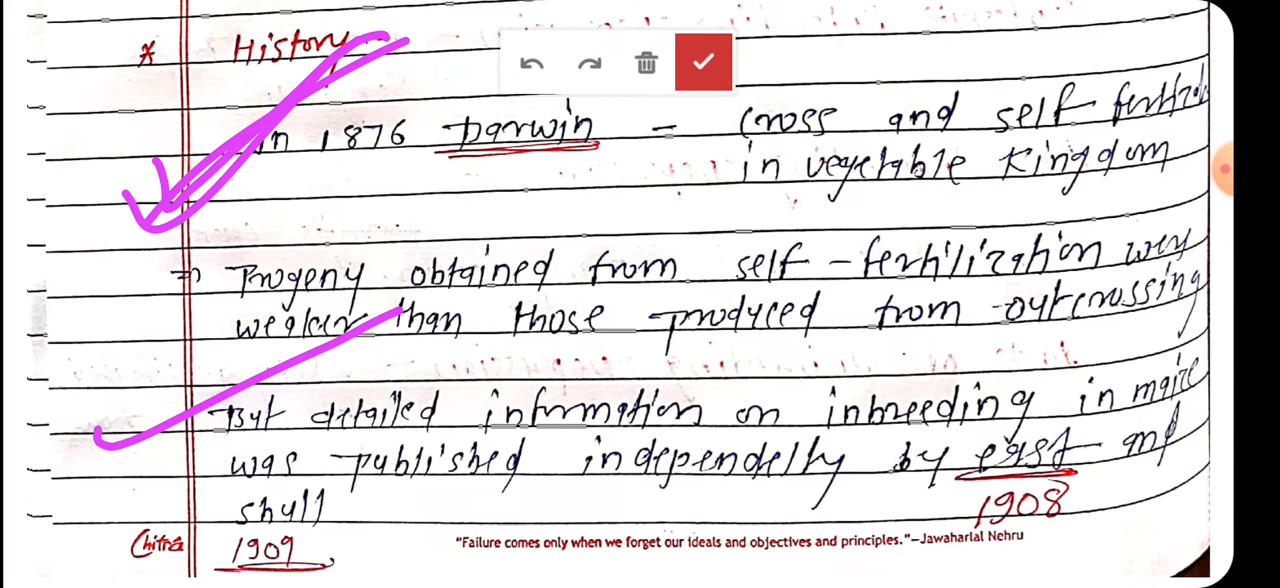 * History
In 1876 Darwin - Cross and self-fertiliz
in vegetable Kingdom
⇒ Progeny obtained from self-fertilization were
weaker than those produced from outcrossing
But detailed information on inbreeding in maize
was published independelly by east and
shull 1908
1909
Chitra
"Failure comes only when we forget our ideals and objectives and principles."—Jawaharlal Nehru